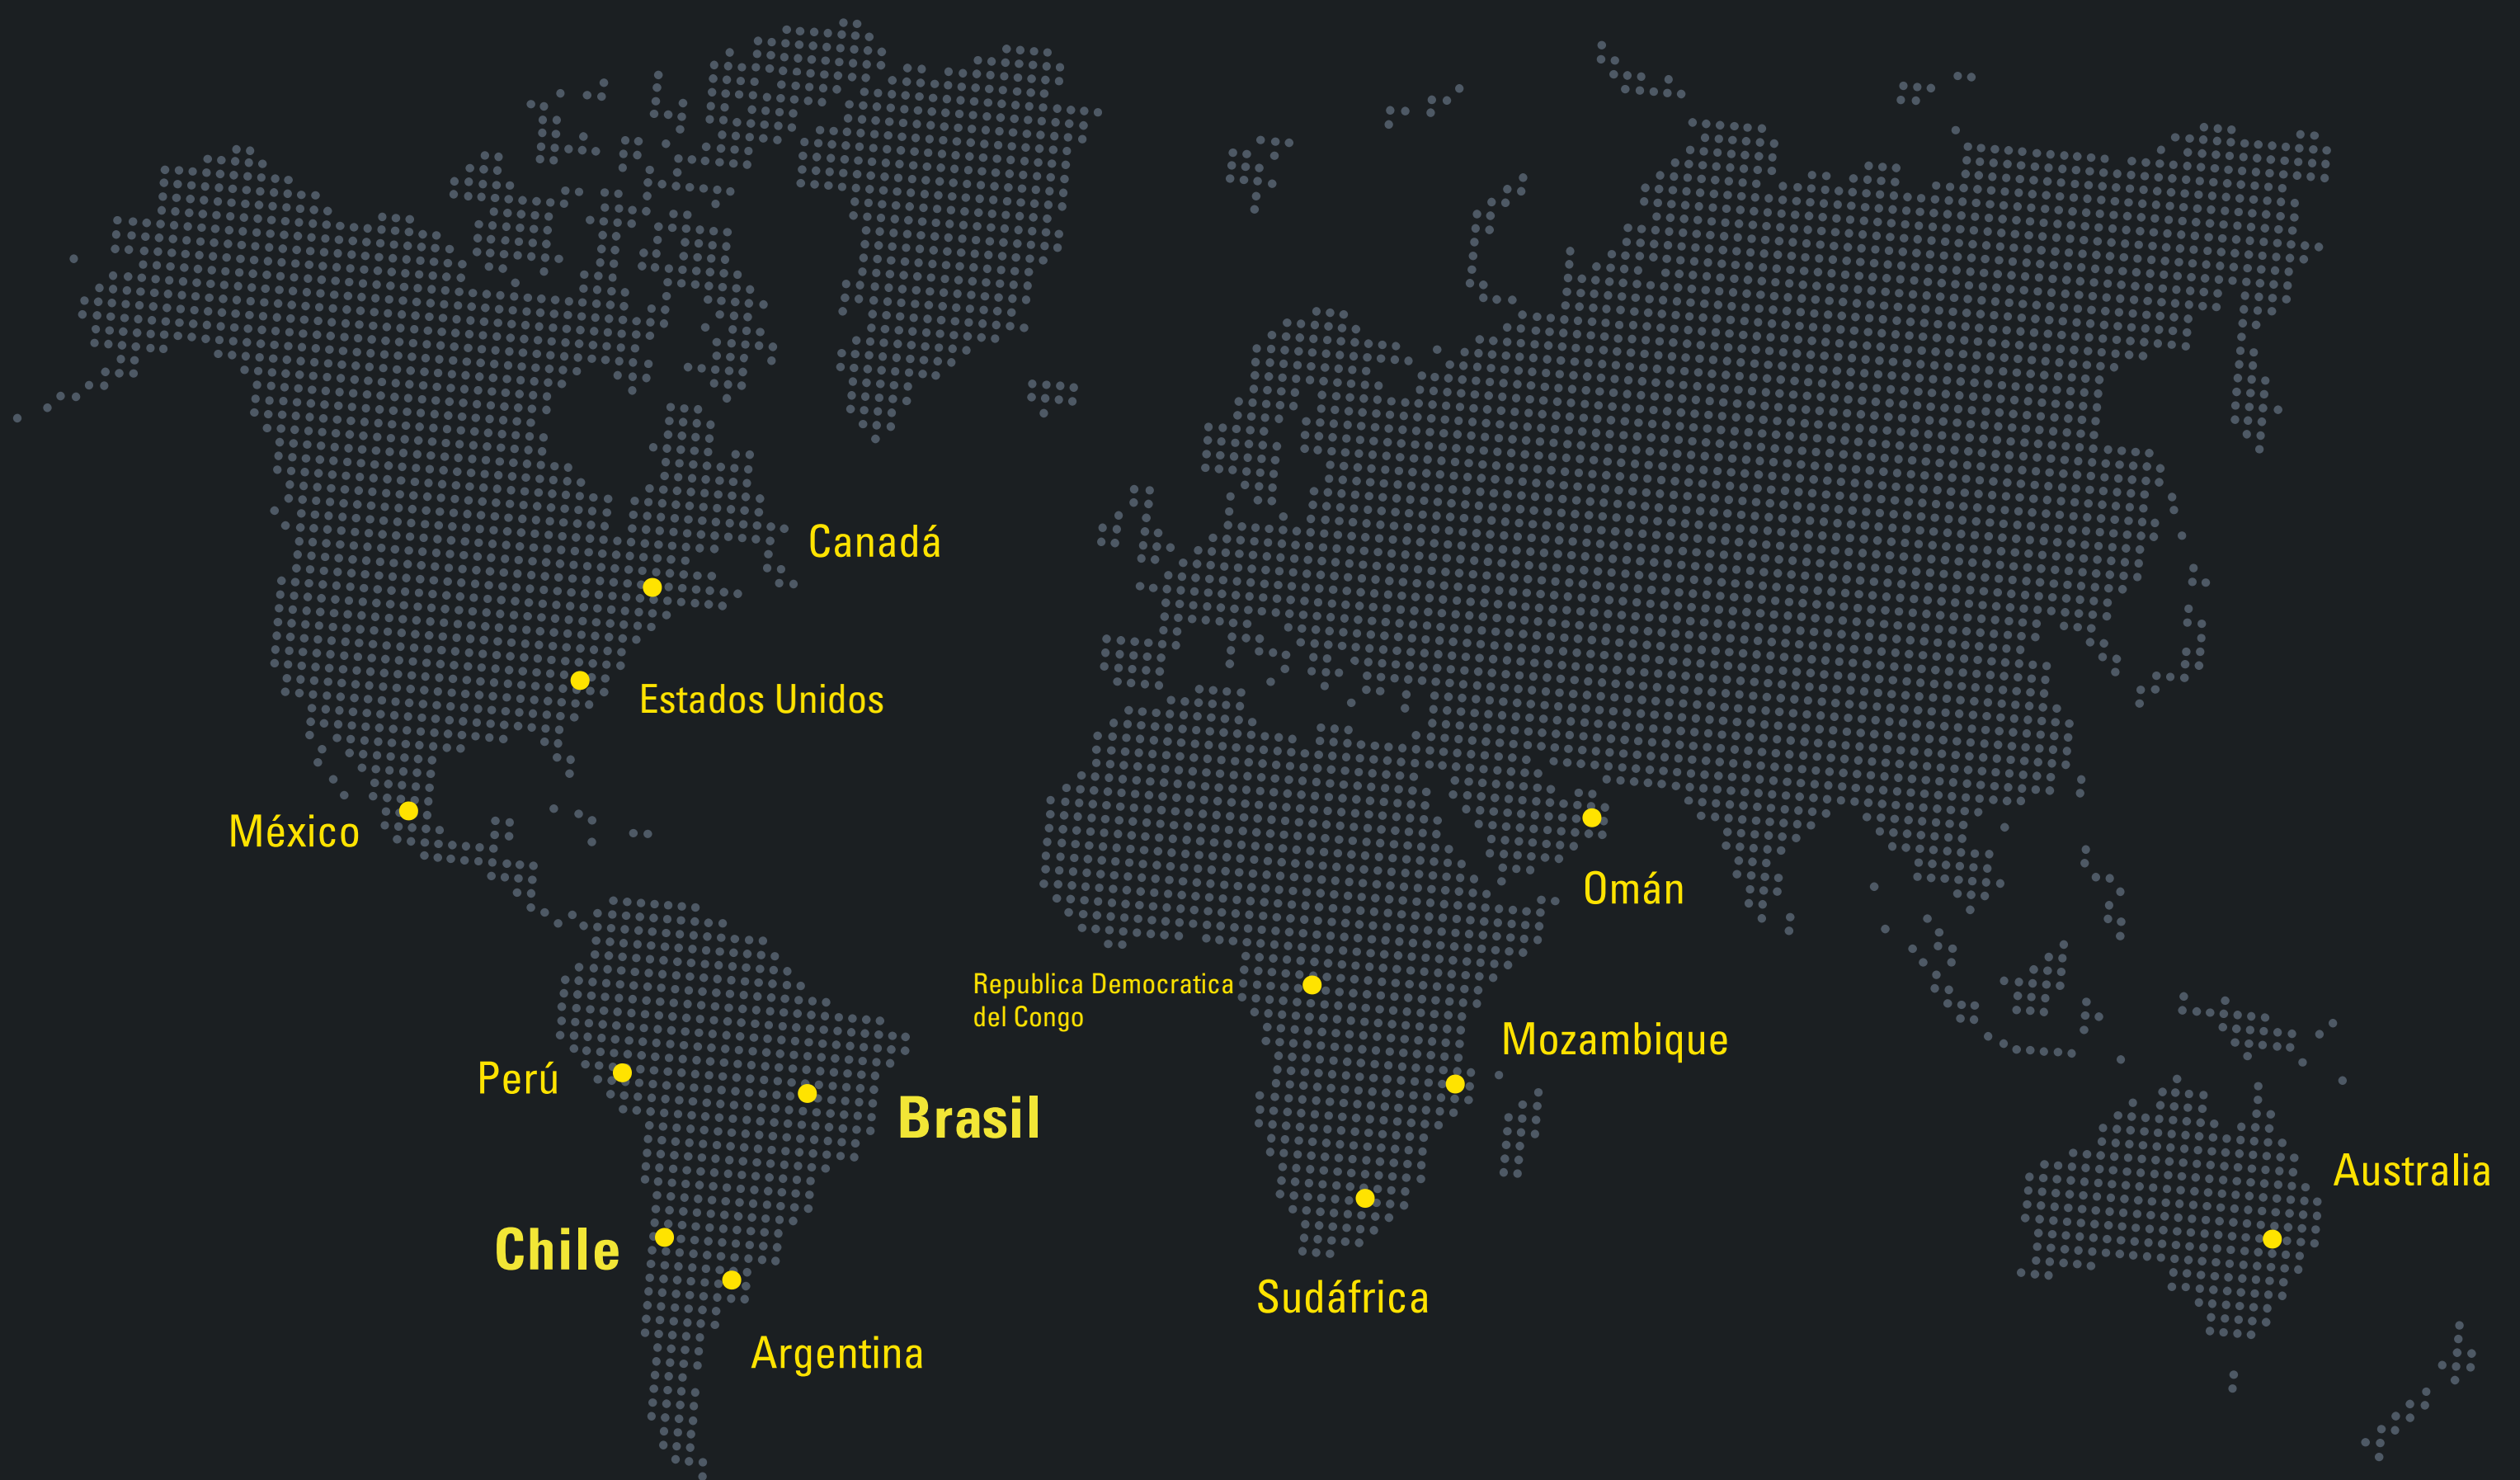 Canadá
Estados Unidos
México
Omán
Republica Democratica
del Congo
Mozambique
Perú
Brasil
Australia
Chile
Sudáfrica
Argentina